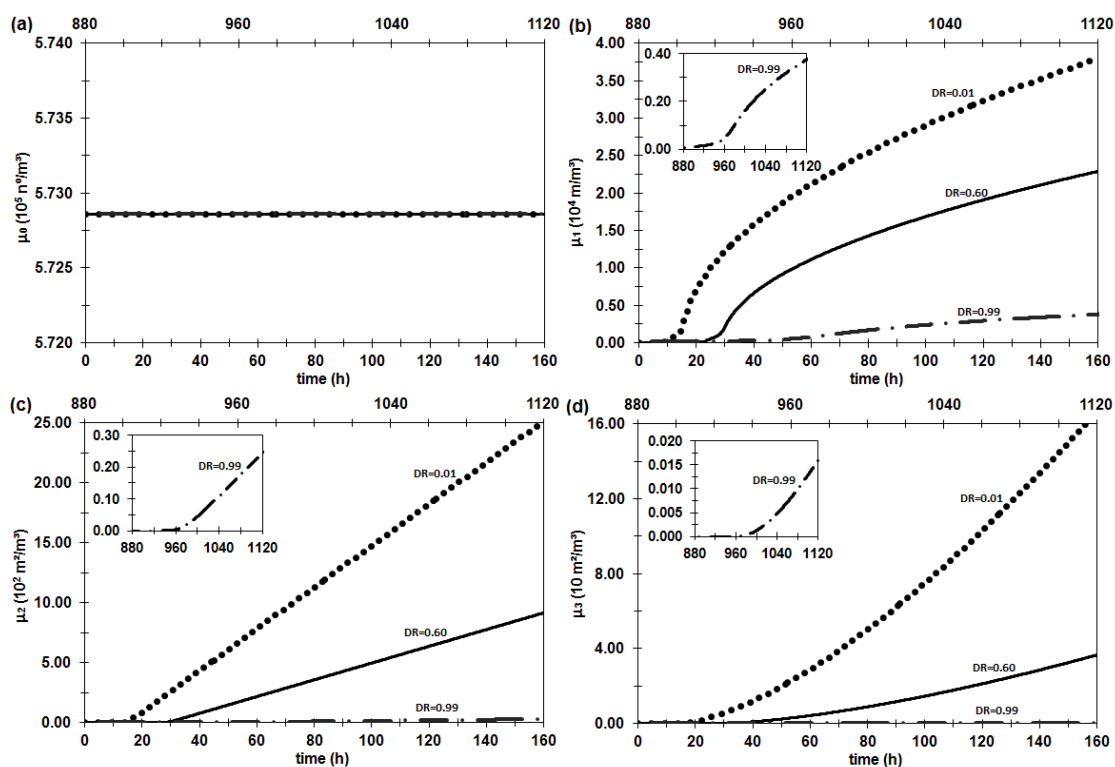 (a)
880 960 1040 1120
5.740
5.735
5.730
5.725
5.720
μ0 (10⁵ nº/m³)
0 20 40 60 80 100 120 140 160
time (h)
(b)
880 960 1040 1120
4.00
3.50
3.00
2.50
2.00
1.50
1.00
0.50
0.00
μ1 (10⁴ m/m³)
0.40
0.20
0.00
DR=0.99
880 960 1040 1120
DR=0.01
DR=0.60
DR=0.99
0 20 40 60 80 100 120 140 160
time (h)
(c)
880 960 1040 1120
25.00
20.00
15.00
10.00
5.00
0.00
μ2 (10² m²/m³)
0.30
0.20
0.10
0.00
DR=0.99
880 960 1040 1120
DR=0.01
DR=0.60
DR=0.99
0 20 40 60 80 100 120 140 160
time (h)
(d)
880 960 1040 1120
16.00
12.00
8.00
4.00
0.00
μ3 (10 m²/m³)
0.020
0.015
0.010
0.005
0.000
DR=0.99
880 960 1040 1120
DR=0.01
DR=0.60
DR=0.99
0 20 40 60 80 100 120 140 160
time (h)